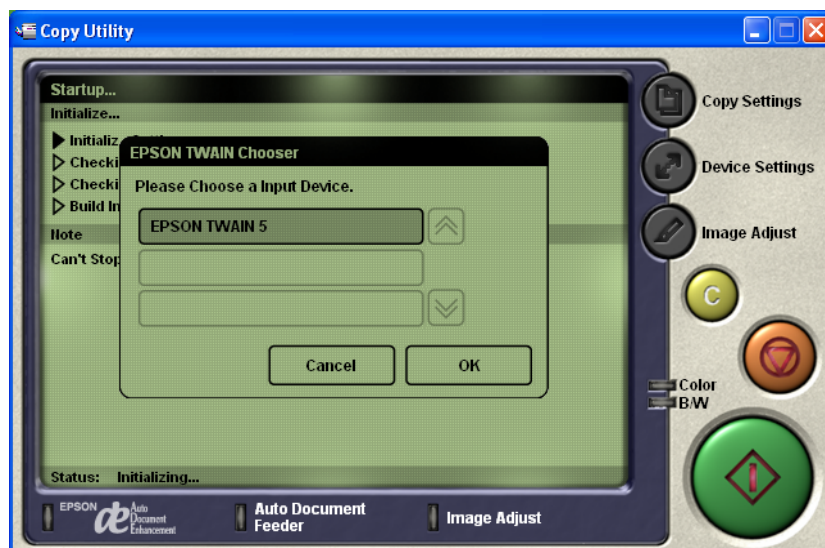 Copy Utility
Startup...
Initialize...
Initializ
Checki
Checki
Build In
Note
Can't Stop
EPSON TWAIN Chooser
Please Choose a Input Device.
EPSON TWAIN 5
Cancel
OK
Status: Initializing...
Copy Settings
Device Settings
Image Adjust
C
Color
B/W
EPSON
Auto
Document
Enhancement
Auto Document
Feeder
Image Adjust